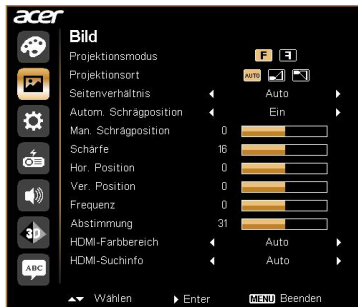 acer
Bild
Projektionsmodus F F
Projektionsort AUTO
Seitenverhältnis Auto
Autom. Schrägposition Ein
Man. Schrägposition 0
Schärfe 16
Hor. Position 0
Ver. Position 0
Frequenz 0
Abstimmung 31
HDMI-Farbbereich Auto
HDMI-Suchinfo Auto
3D
ABC
Wählen Enter MENU Beenden